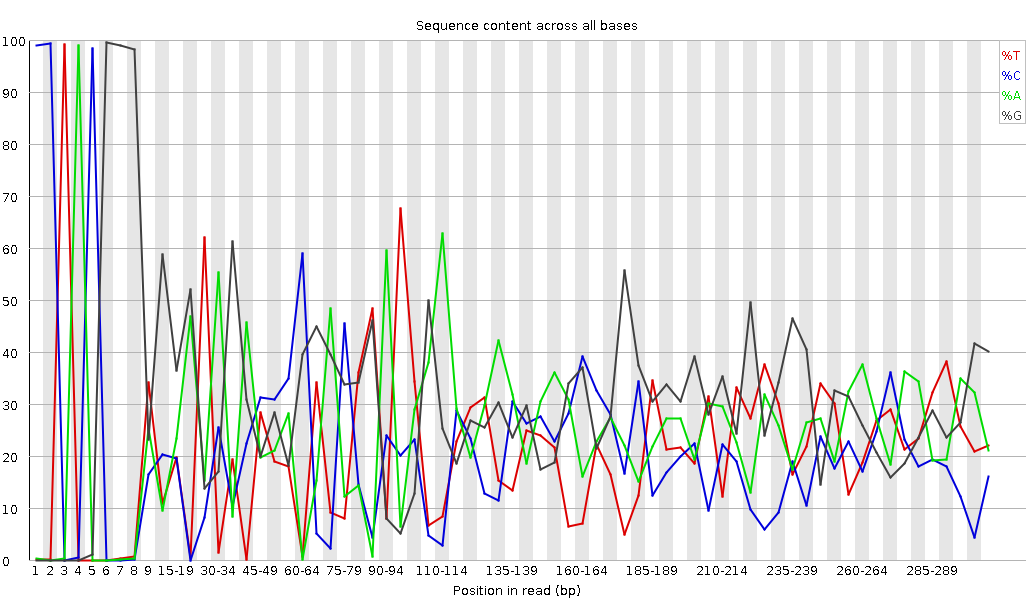 Sequence content across all bases
100
90
80
70
60
50
40
30
20
10
0
%T
%C
%A
%G
1 2 3 4 5 6 7 8 9 15-19 30-34 45-49 60-64 75-79 90-94 110-114 135-139 160-164 185-189 210-214 235-239 260-264 285-289
Position in read (bp)